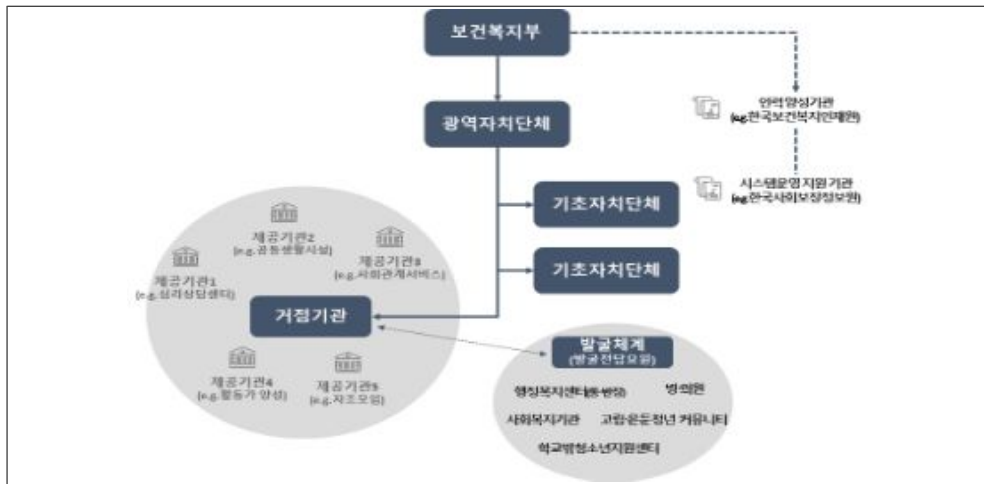 보건복지부
광역자치단체
인력양성기관
(e.g.한국보건복지인재원)
시스템운영 지원 기관
(e.g.한국사회보장정보원)
기초자치단체
기초자치단체
제공기관2
(e.g.공동생활시설)
제공기관3
(e.g.사회관계서비스)
제공기관1
(e.g.심리상담센터)
거점기관
제공기관4
(e.g.활동가 양성)
제공기관5
(e.g.자조모임)
발굴체계
(발굴전담요원)
행정복지센터(통·반장)
병·의원
사회복지기관
고립·은둔청년 커뮤니티
학교밖청소년지원센터